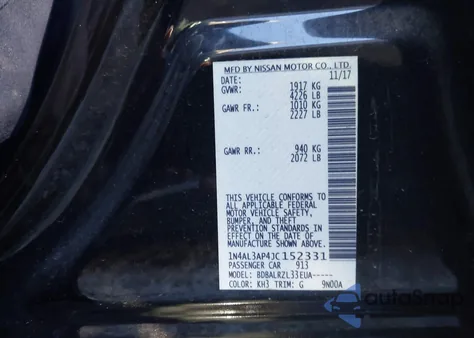 MFD BY NISSAN MOTOR CO., LTD.
DATE: 11/17
GVWR: 1917 KG
4226 LB
GAWR FR.: 1010 KG
2227 LB
GAWR RR.: 940 KG
2072 LB
THIS VEHICLE CONFORMS TO
ALL APPLICABLE FEDERAL
MOTOR VEHICLE SAFETY,
BUMPER, AND THEFT
PREVENTION STANDARDS IN
EFFECT ON THE DATE OF
MANUFACTURE SHOWN ABOVE.
1N4AL3AP4JC152331
PASSENGER CAR 913
MODEL: BDBALRZL33EUA-----
COLOR: KH3 TRIM: G 9N00A
autoSnap